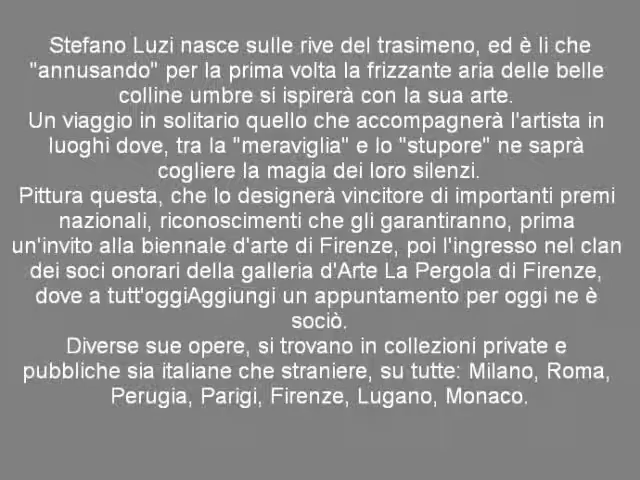 Stefano Luzi nasce sulle rive del trasimeno, ed è li che
"annusando" per la prima volta la frizzante aria delle belle
colline umbre si ispirerà con la sua arte.
Un viaggio in solitario quello che accompagnerà l'artista in
luoghi dove, tra la "meraviglia" e lo "stupore" ne saprà
cogliere la magia dei loro silenzi.
Pittura questa, che lo designerà vincitore di importanti premi
nazionali, riconoscimenti che gli garantiranno, prima
un'invito alla biennale d'arte di Firenze, poi l'ingresso nel clan
dei soci onorari della galleria d'Arte La Pergola di Firenze,
dove a tutt'oggiAggiungi un appuntamento per oggi ne è
sociò.
Diverse sue opere, si trovano in collezioni private e
pubbliche sia italiane che straniere, su tutte: Milano, Roma,
Perugia, Parigi, Firenze, Lugano, Monaco.